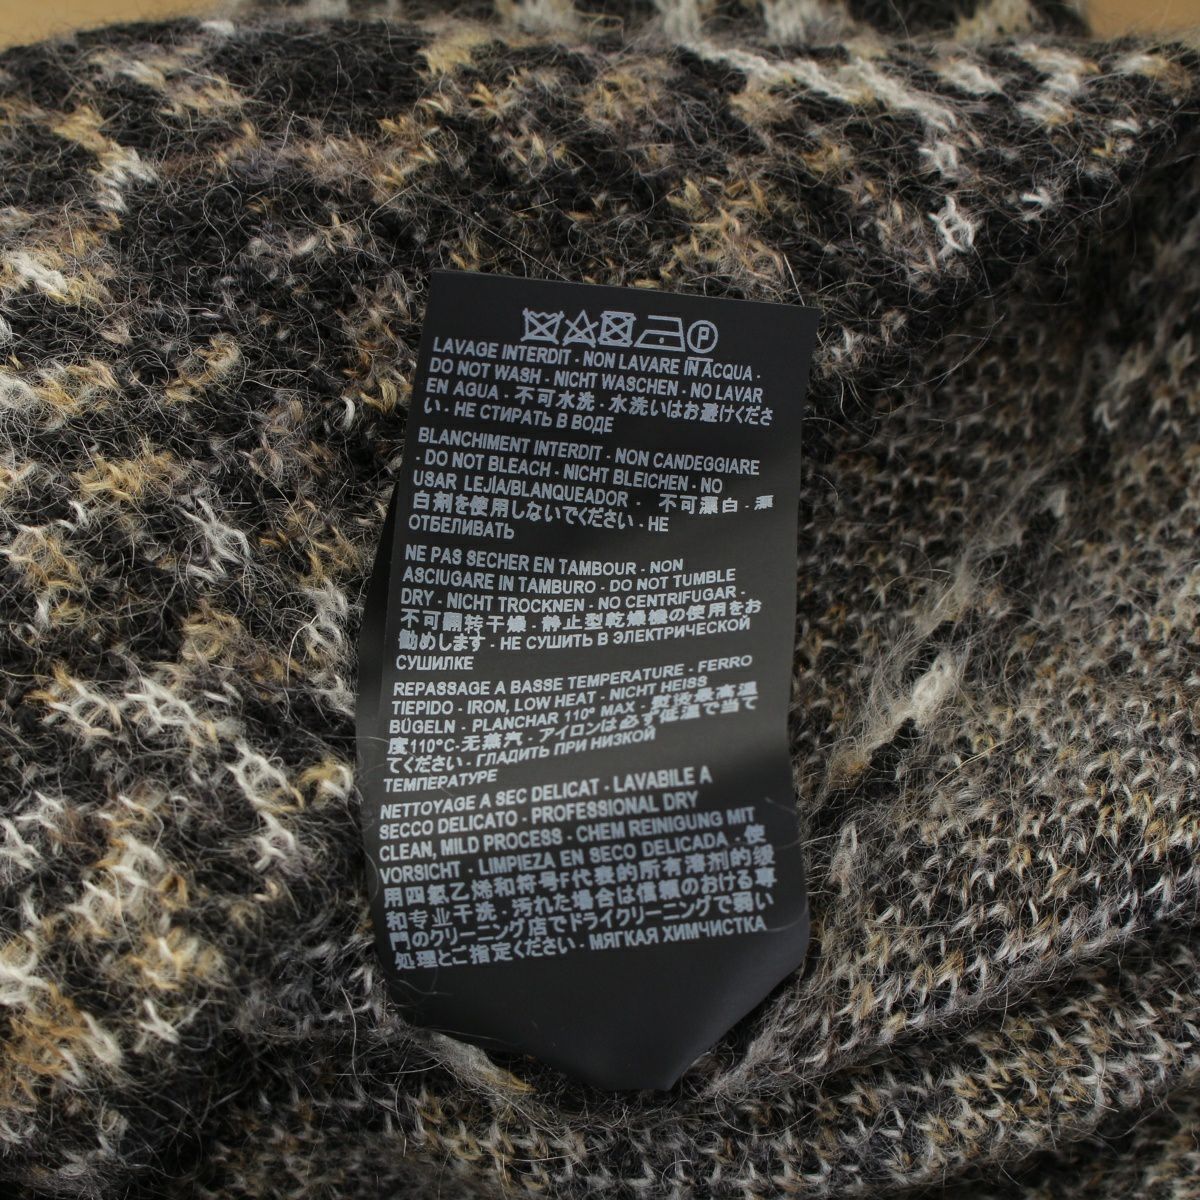 LAVAGE INTERDIT - NON LAVARE IN ACQUA -
DO NOT WASH - NICHT WASCHEN - NO LAVAR
EN AGUA - 不可水洗 - 水洗いはお避けくださ
い - НЕ СТИРАТЬ В ВОДЕ
BLANCHIMENT INTERDIT - NON CANDEGGIARE
- DO NOT BLEACH - NICHT BLEICHEN - NO
USAR LEJÍA/BLANQUEADOR - 不可漂白 - 漂
白剤を使用しないでください - НЕ
ОТБЕЛИВАТЬ
NE PAS SECHER EN TAMBOUR - NON
ASCIUGARE IN TAMBURO - DO NOT TUMBLE
DRY - NICHT TROCKNEN - NO CENTRIFUGAR -
不可翻转干燥 - 静止型乾燥機の使用をお
勧めします - НЕ СУШИТЬ В ЭЛЕКТРИЧЕСКОЙ
СУШИЛКЕ
REPASSAGE A BASSE TEMPERATURE - FERRO
TIEPIDO - IRON, LOW HEAT - NICHT HEISS
BÜGELN - PLANCHAR 110° MAX - 熨烫最高温
度110°C-无蒸汽 - アイロンは必ず低温で当て
てください - ГЛАДИТЬ ПРИ НИЗКОЙ
ТЕМПЕРАТУРЕ
NETTOYAGE A SEC DELICAT - LAVABILE A
SECCO DELICATO - PROFESSIONAL DRY
CLEAN, MILD PROCESS - CHEM REINIGUNG MIT
VORSICHT - LIMPIEZA EN SECO DELICADA - 使
用四氯乙烯和符号F代表的所有溶剂的缓
和专业干洗 - 汚れた場合は信頼のおける専
門のクリーニング店でドライクリーニングで弱い
処理とご指定ください - МЯГКАЯ ХИМЧИСТКА